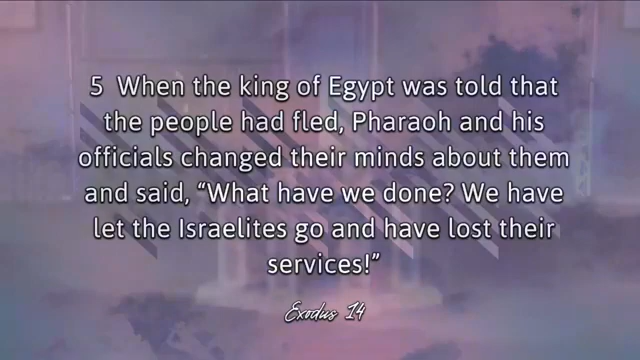 5 When the king of Egypt was told that
the people had fled, Pharaoh and his
officials changed their minds about them
and said, “What have we done? We have
let the Israelites go and have lost their
services!”
Exodus 14